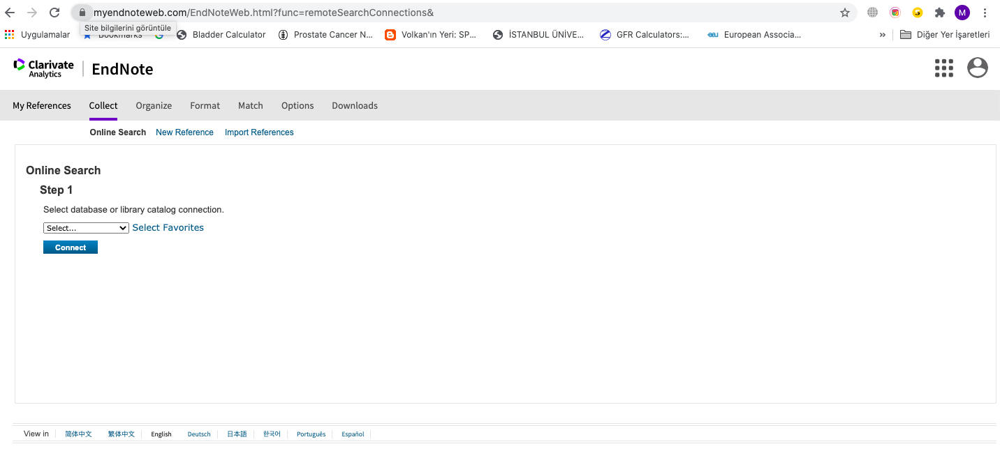 myendnoteweb.com/EndNoteWeb.html?func=remoteSearchConnections&
M
Uygulamalar Bookmarks Bladder Calculator Prostate Cancer N... Volkan'ın Yeri: SP... İSTANBUL ÜNİVE... GFR Calculators:... eau European Associa... » Diğer Yer İşaretleri
Site bilgilerini görüntüle
Clarivate
Analytics
EndNote
My References Collect Organize Format Match Options Downloads
Online Search New Reference Import References
Online Search
Step 1
Select database or library catalog connection.
Select... Select Favorites
Connect
View in 简体中文 繁体中文 English Deutsch 日本語 한국어 Português Español